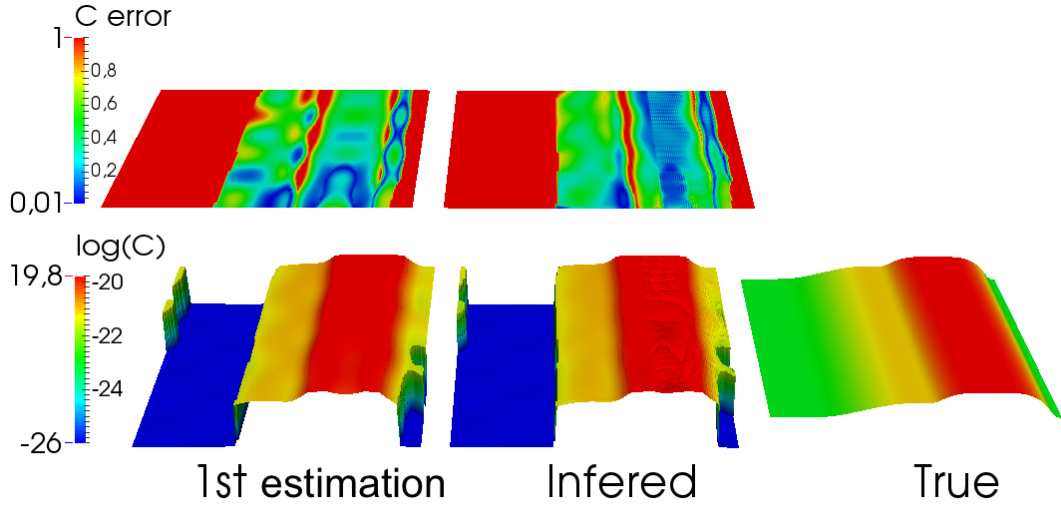 C error
1
0,8
0,6
0,4
0,2
0,01
log(C)
19,8
-20
-22
-24
-26
1st estimation
Infered
True